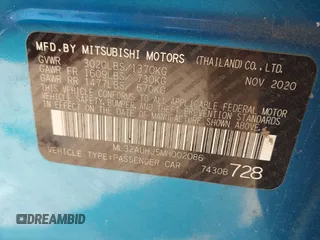 MFD.BY MITSUBISHI MOTORS (THAILAND) CO., LTD.
GVWR 3020LBS/1370KG
GAWR FR 1609LBS/ 730KG NOV 2020
GAWR RR 1477LBS/ 670KG
THIS VEHICLE CONFORMS TO ALL APPLICABLE FEDERAL
MOTOR VEHICLE SAFETY, BUMPER, AND THEFT PREVENTION
STANDARDS IN EFFECT ON THE DATE OF MANUFACTURE
SHOWN ABOVE.
ML32AUHJ5MH002086
VEHICLE TYPE:PASSENGER CAR 7430B 728
DREAMBID